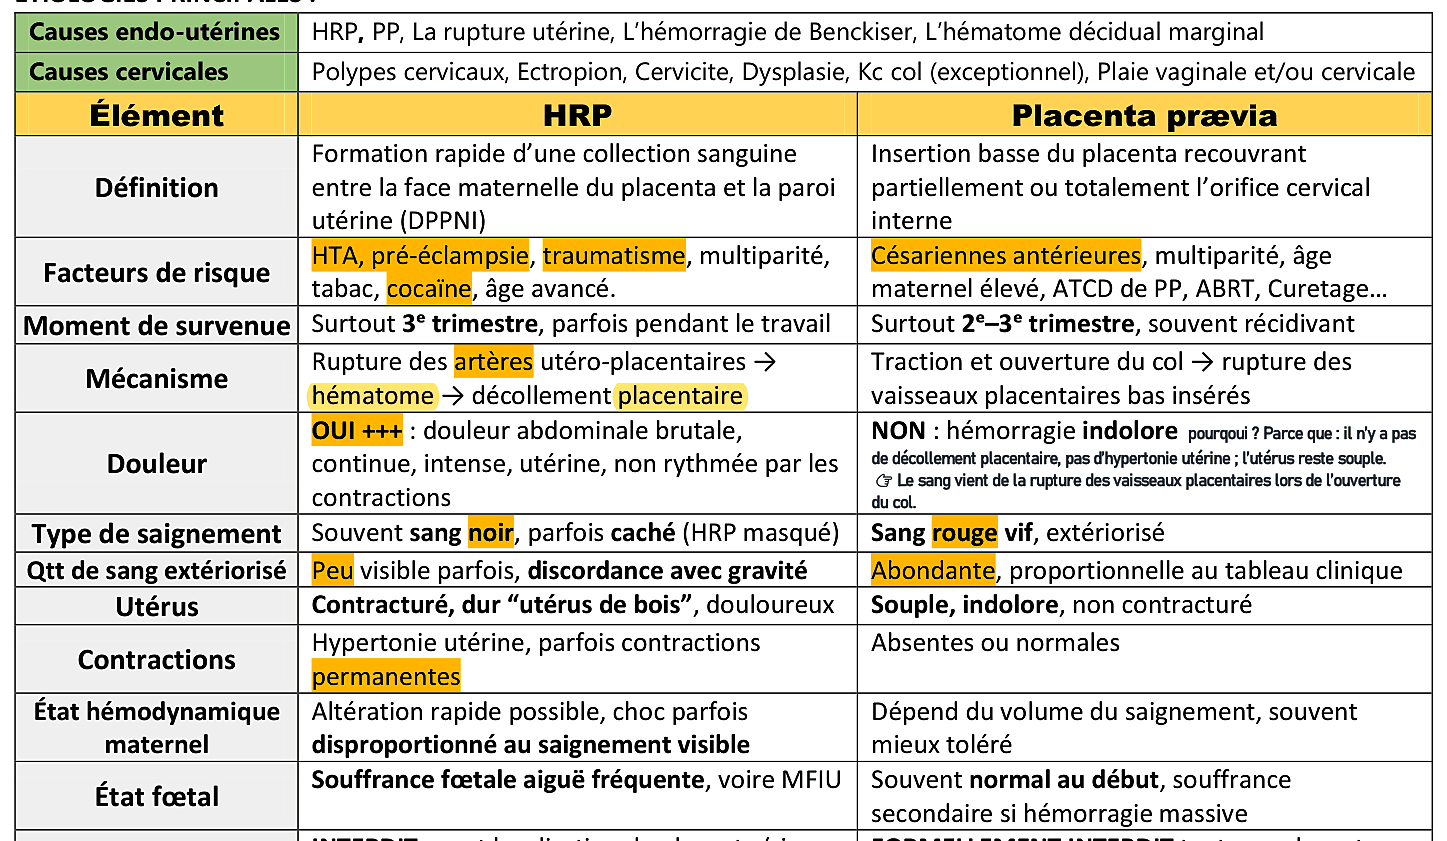 ETIOLOGIES PRINCIPALES :
Causes endo-utérines
HRP, PP, La rupture utérine, L’hémorragie de Benckiser, L’hématome décidual marginal
Causes cervicales
Polypes cervicaux, Ectropion, Cervicite, Dysplasie, Kc col (exceptionnel), Plaie vaginale et/ou cervicale
Élément
HRP
Placenta prævia
Définition
Formation rapide d’une collection sanguine
entre la face maternelle du placenta et la paroi
utérine (DPPNI)
Insertion basse du placenta recouvrant
partiellement ou totalement l’orifice cervical
interne
Facteurs de risque
HTA, pré-éclampsie, traumatisme, multiparité,
tabac, cocaïne, âge avancé.
Césariennes antérieures, multiparité, âge
maternel élevé, ATCD de PP, ABRT, Curetage…
Moment de survenue
Surtout 3e trimestre, parfois pendant le travail
Surtout 2e–3e trimestre, souvent récidivant
Mécanisme
Rupture des artères utéro-placentaires →
hématome → décollement placentaire
Traction et ouverture du col → rupture des
vaisseaux placentaires bas insérés
Douleur
OUI +++ : douleur abdominale brutale,
continue, intense, utérine, non rythmée par les
contractions
NON : hémorragie indolore pourqoui ? Parce que : il n’y a pas
de décollement placentaire, pas d’hypertonie utérine ; l’utérus reste souple.
👉 Le sang vient de la rupture des vaisseaux placentaires lors de l’ouverture
du col.
Type de saignement
Souvent sang noir, parfois caché (HRP masqué)
Sang rouge vif, extériorisé
Qtt de sang extériorisé
Peu visible parfois, discordance avec gravité
Abondante, proportionnelle au tableau clinique
Utérus
Contracturé, dur “utérus de bois”, douloureux
Souple, indolore, non contracturé
Contractions
Hypertonie utérine, parfois contractions
permanentes
Absentes ou normales
État hémodynamique
maternel
Altération rapide possible, choc parfois
disproportionné au saignement visible
Dépend du volume du saignement, souvent
mieux toléré
État fœtal
Souffrance fœtale aiguë fréquente, voire MFIU
Souvent normal au début, souffrance
secondaire si hémorragie massive